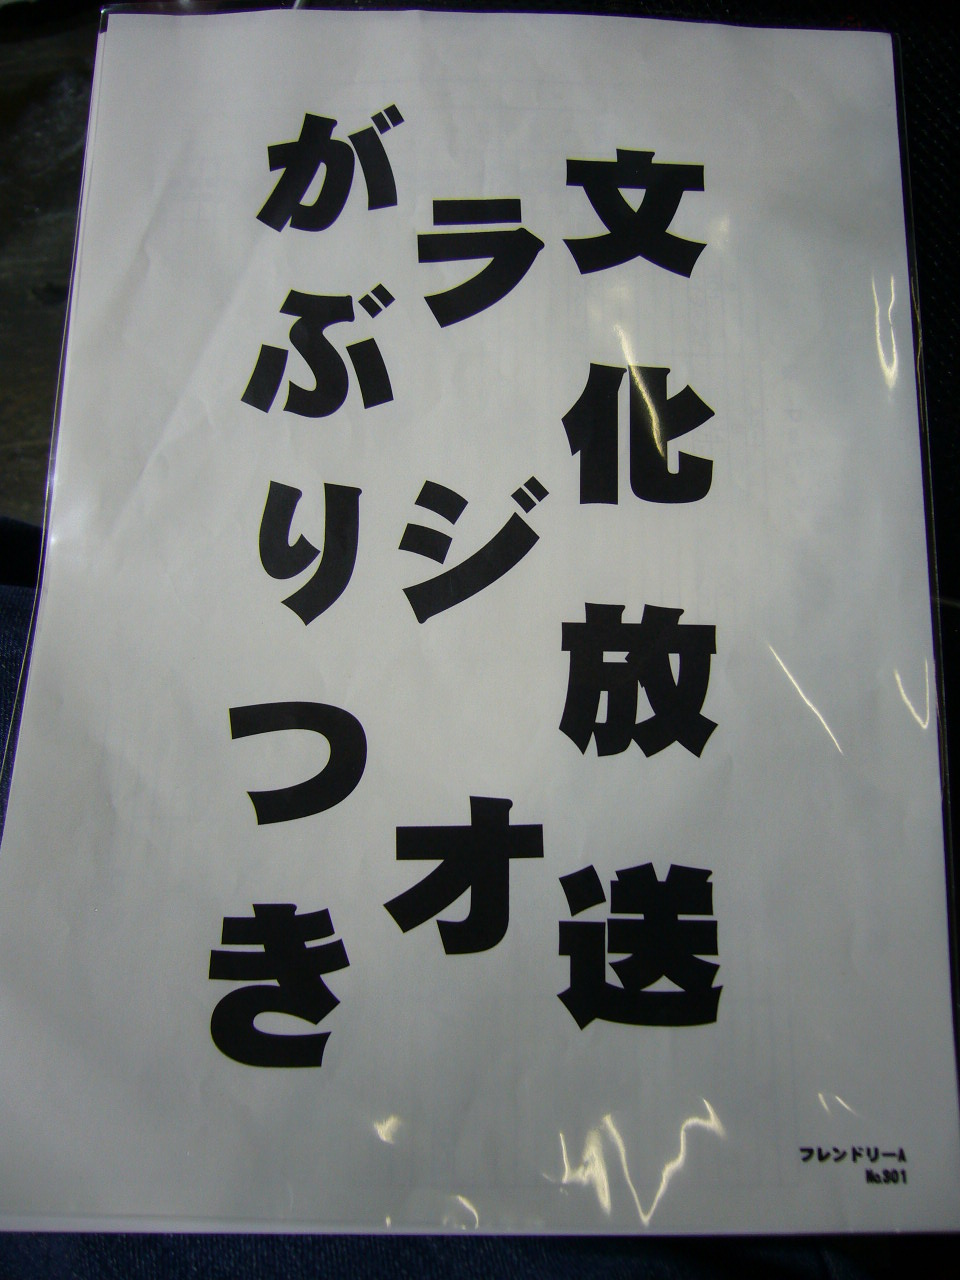 文化放送
ラジオ
がぶりつき
フレンドリーA
No.301